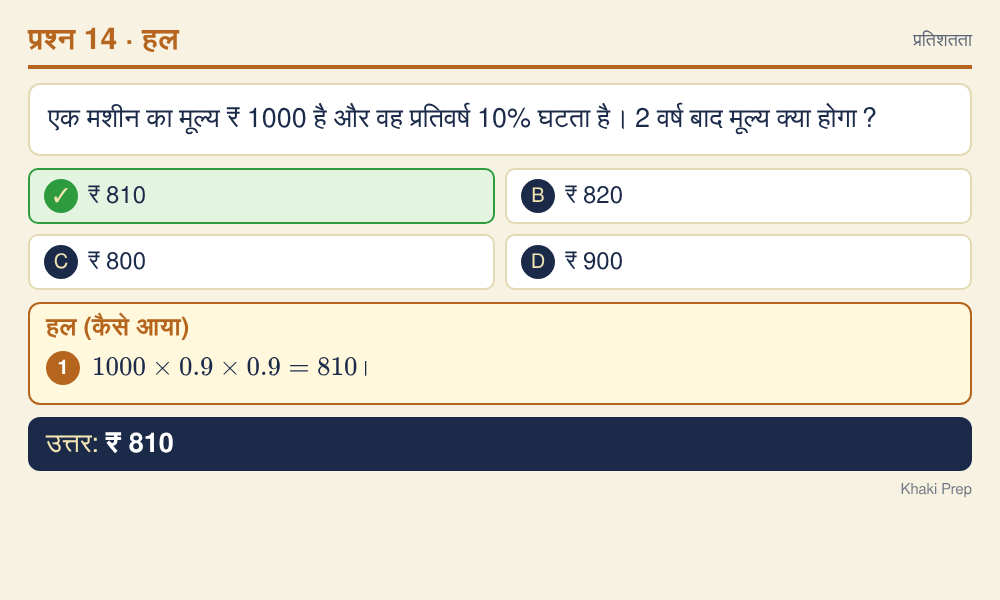 प्रश्न 14 · हल
प्रतिशतता
एक मशीन का मूल्य ₹ 1000 है और वह प्रतिवर्ष 10% घटता है। 2 वर्ष बाद मूल्य क्या होगा?
✓ ₹ 810
B ₹ 820
C ₹ 800
D ₹ 900
हल (कैसे आया)
1 1000 × 0.9 × 0.9 = 810।
उत्तर: ₹ 810
Khaki Prep